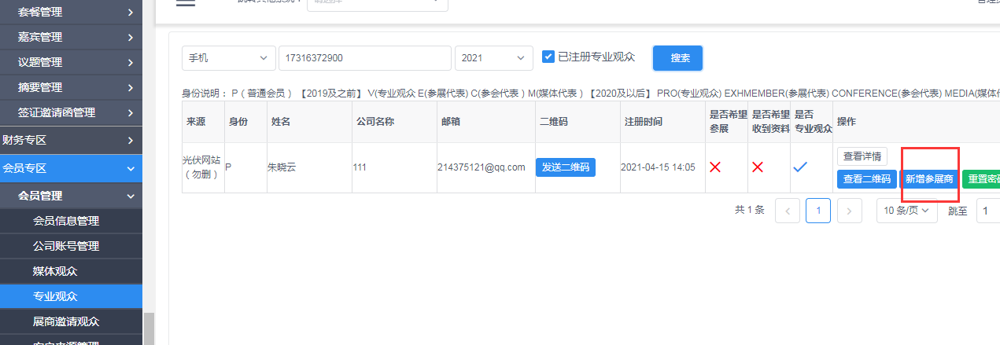 套餐管理
嘉宾管理
议题管理
摘要管理
签证邀请函管理
财务专区
会员专区
会员管理
会员信息管理
公司账号管理
媒体观众
专业观众
展商邀请观众
手机
17316372900
2021
已注册专业观众
搜索
身份说明： P（普通会员） 【2019及之前】 V(专业观众 E(参展代表) C(参会代表) M(媒体代表) 【2020及以后】 PRO(专业观众) EXHMEMBER(参展代表) CONFERENCE(参会代表) MEDIA(媒体
来源 身份 姓名 公司名称 邮箱 二维码 注册时间 是否希望参展 是否希望收到资料 是否专业观众 操作
光伏网站（勿删） P 朱晓云 111 214375121@qq.com 发送二维码 2021-04-15 14:05 查看详情
查看二维码 新增参展商 重置密
共 1 条 1 10 条/页 跳至 1